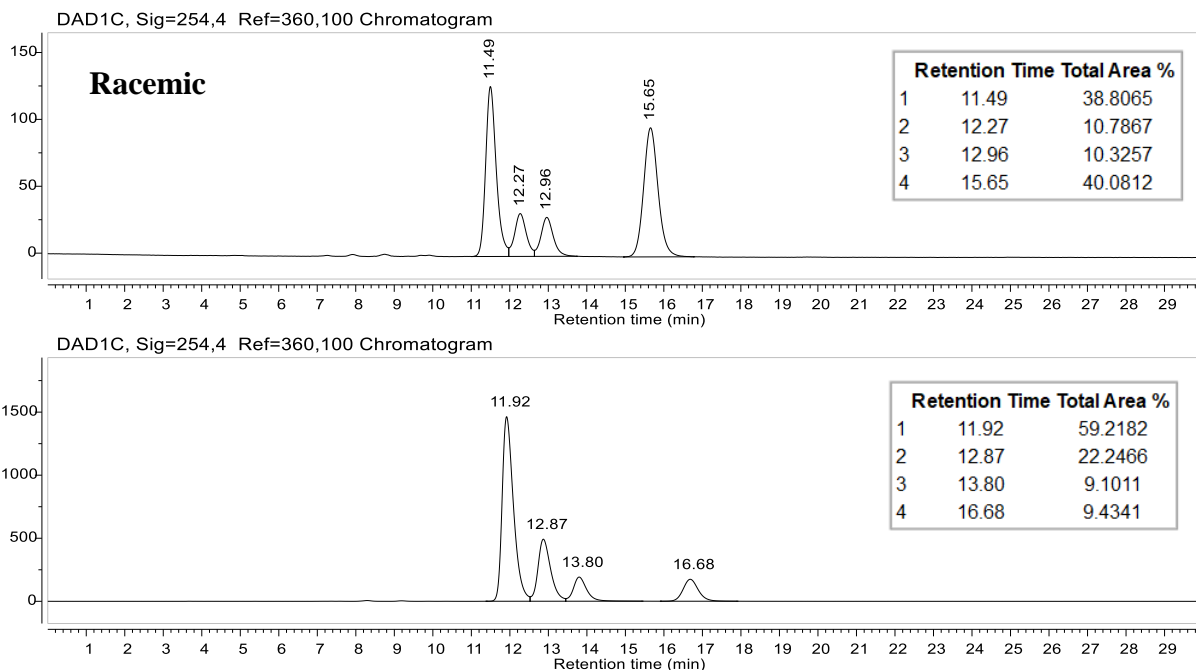 DAD1C, Sig=254,4  Ref=360,100 Chromatogram
Racemic
150
100
50
0
11.49
12.27
12.96
15.65
Retention Time Total Area %
1 11.49 38.8065
2 12.27 10.7867
3 12.96 10.3257
4 15.65 40.0812
1 2 3 4 5 6 7 8 9 10 11 12 13 14 15 16 17 18 19 20 21 22 23 24 25 26 27 28 29
Retention time (min)
DAD1C, Sig=254,4  Ref=360,100 Chromatogram
1500
1000
500
0
11.92
12.87
13.80
16.68
Retention Time Total Area %
1 11.92 59.2182
2 12.87 22.2466
3 13.80 9.1011
4 16.68 9.4341
1 2 3 4 5 6 7 8 9 10 11 12 13 14 15 16 17 18 19 20 21 22 23 24 25 26 27 28 29
Retention time (min)